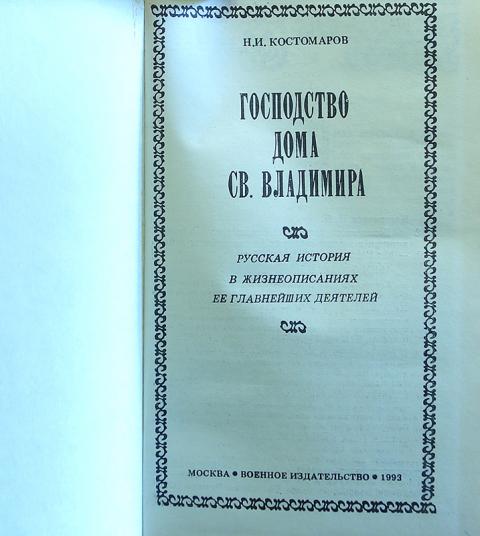 Н.И. КОСТОМАРОВ
ГОСПОДСТВО
ДОМА
СВ. ВЛАДИМИРА
РУССКАЯ ИСТОРИЯ
В ЖИЗНЕОПИСАНИЯХ
ЕЕ ГЛАВНЕЙШИХ ДЕЯТЕЛЕЙ
МОСКВА • ВОЕННОЕ ИЗДАТЕЛЬСТВО • 1993